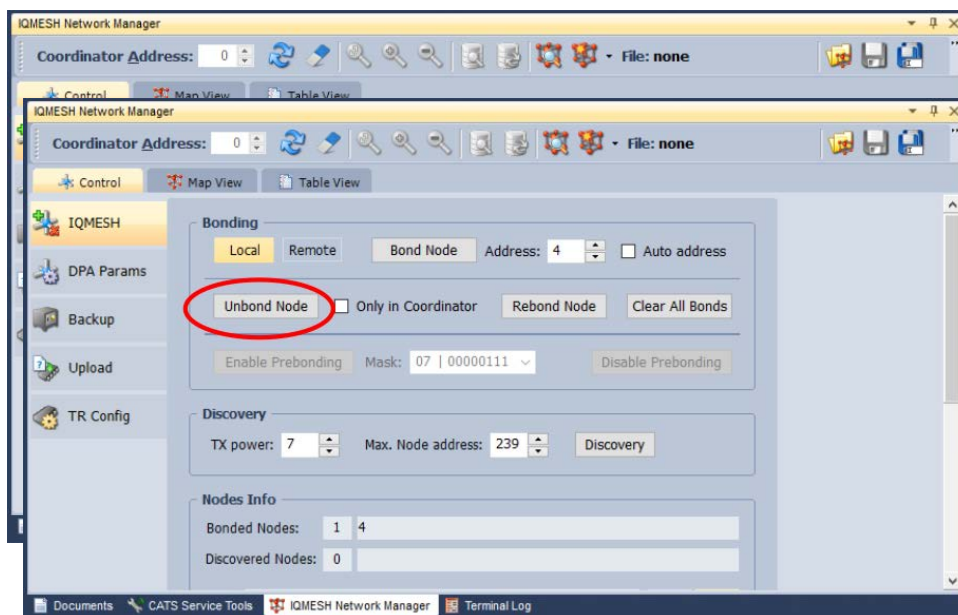 IQMESH Network Manager
Coordinator Address: 0 File: none
Control Map View Table View
IQMESH Network Manager
Coordinator Address: 0 File: none
Control Map View Table View
IQMESH
DPA Params
Backup
Upload
TR Config
Bonding
Local Remote Bond Node Address: 4 Auto address
Unbond Node Only in Coordinator Rebond Node Clear All Bonds
Enable Prebonding Mask: 07 | 00000111 Disable Prebonding
Discovery
TX power: 7 Max. Node address: 239 Discovery
Nodes Info
Bonded Nodes: 1 4
Discovered Nodes: 0
Documents CATS Service Tools IQMESH Network Manager Terminal Log